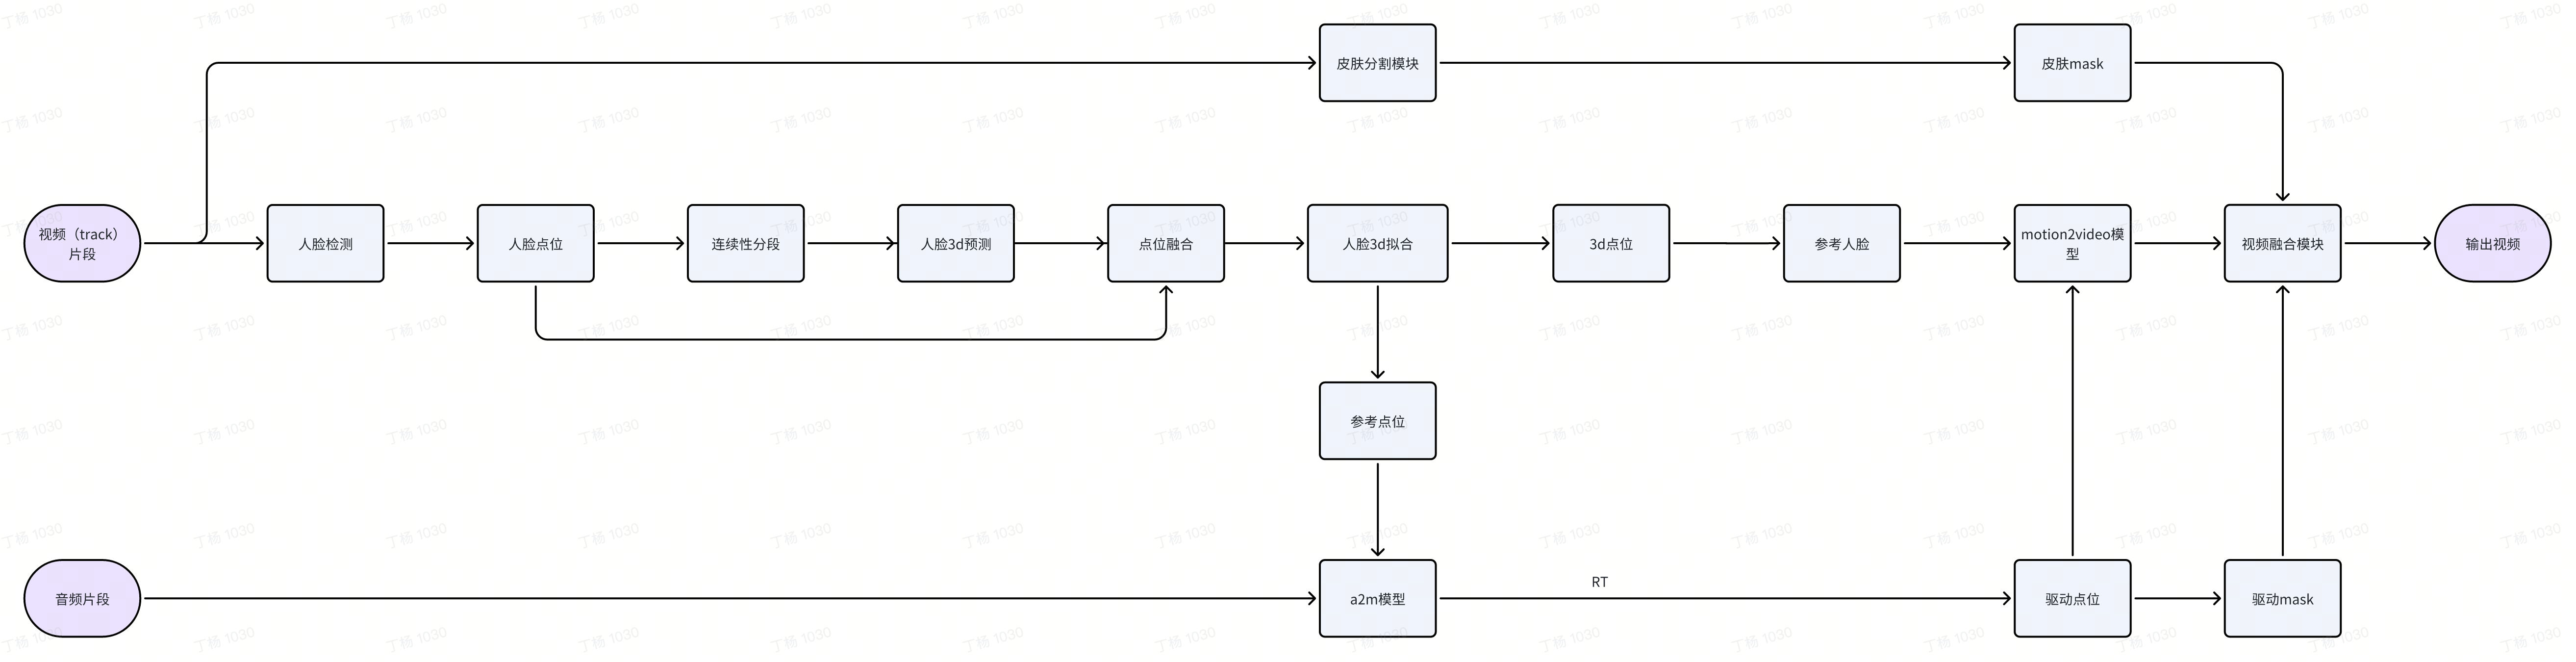 皮肤分割模块
皮肤mask
视频（track）
片段
人脸检测
人脸点位
连续性分段
人脸3d预测
点位融合
人脸3d拟合
3d点位
参考人脸
motion2video模
型
视频融合模块
输出视频
参考点位
音频片段
a2m模型
RT
驱动点位
驱动mask
丁杨 1030